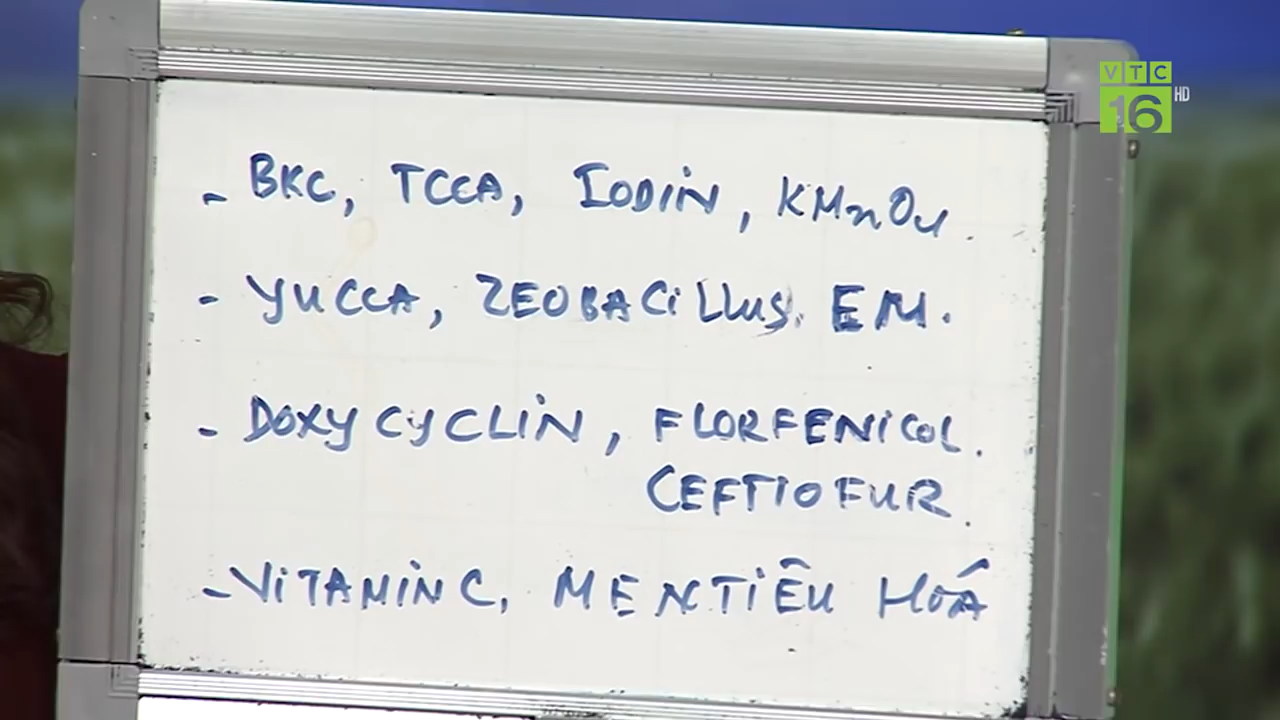 VTC
16 HD
- BKC, TCCA, IODIN, KMnO4.
- YUCCA, ZEOBACiLLUS. EM.
- DOXYCYCLIN, FLORFENICOL.
CEFTIOFUR.
- VITAMIN C, MEN TIÊU HOÁ